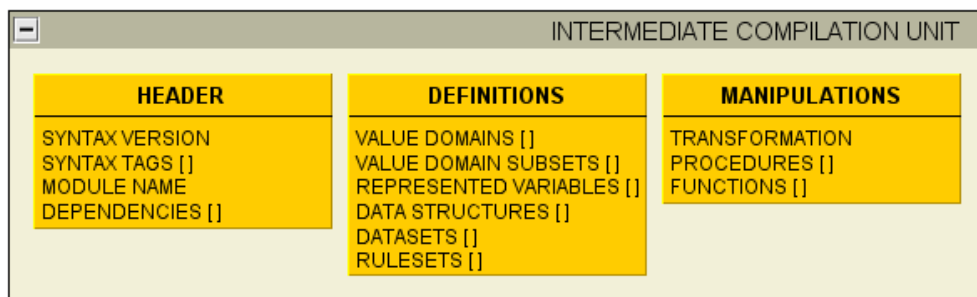 INTERMEDIATE COMPILATION UNIT
HEADER
SYNTAX VERSION
SYNTAX TAGS [ ]
MODULE NAME
DEPENDENCIES [ ]
DEFINITIONS
VALUE DOMAINS [ ]
VALUE DOMAIN SUBSETS [ ]
REPRESENTED VARIABLES [ ]
DATA STRUCTURES [ ]
DATASETS [ ]
RULESETS [ ]
MANIPULATIONS
TRANSFORMATION
PROCEDURES [ ]
FUNCTIONS [ ]